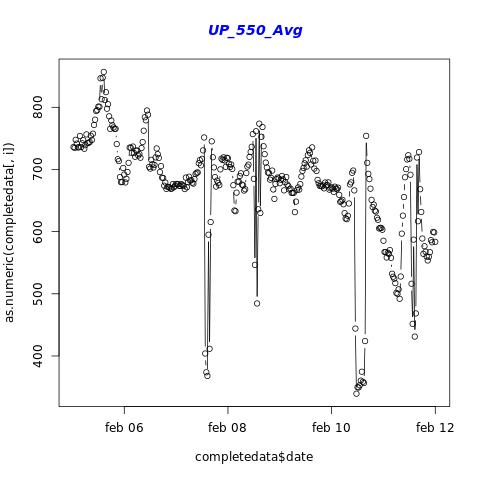 UP_550_Avg
as.numeric(completedata[, i])
800
700
600
500
400
feb 06 feb 08 feb 10 feb 12
completedata$date